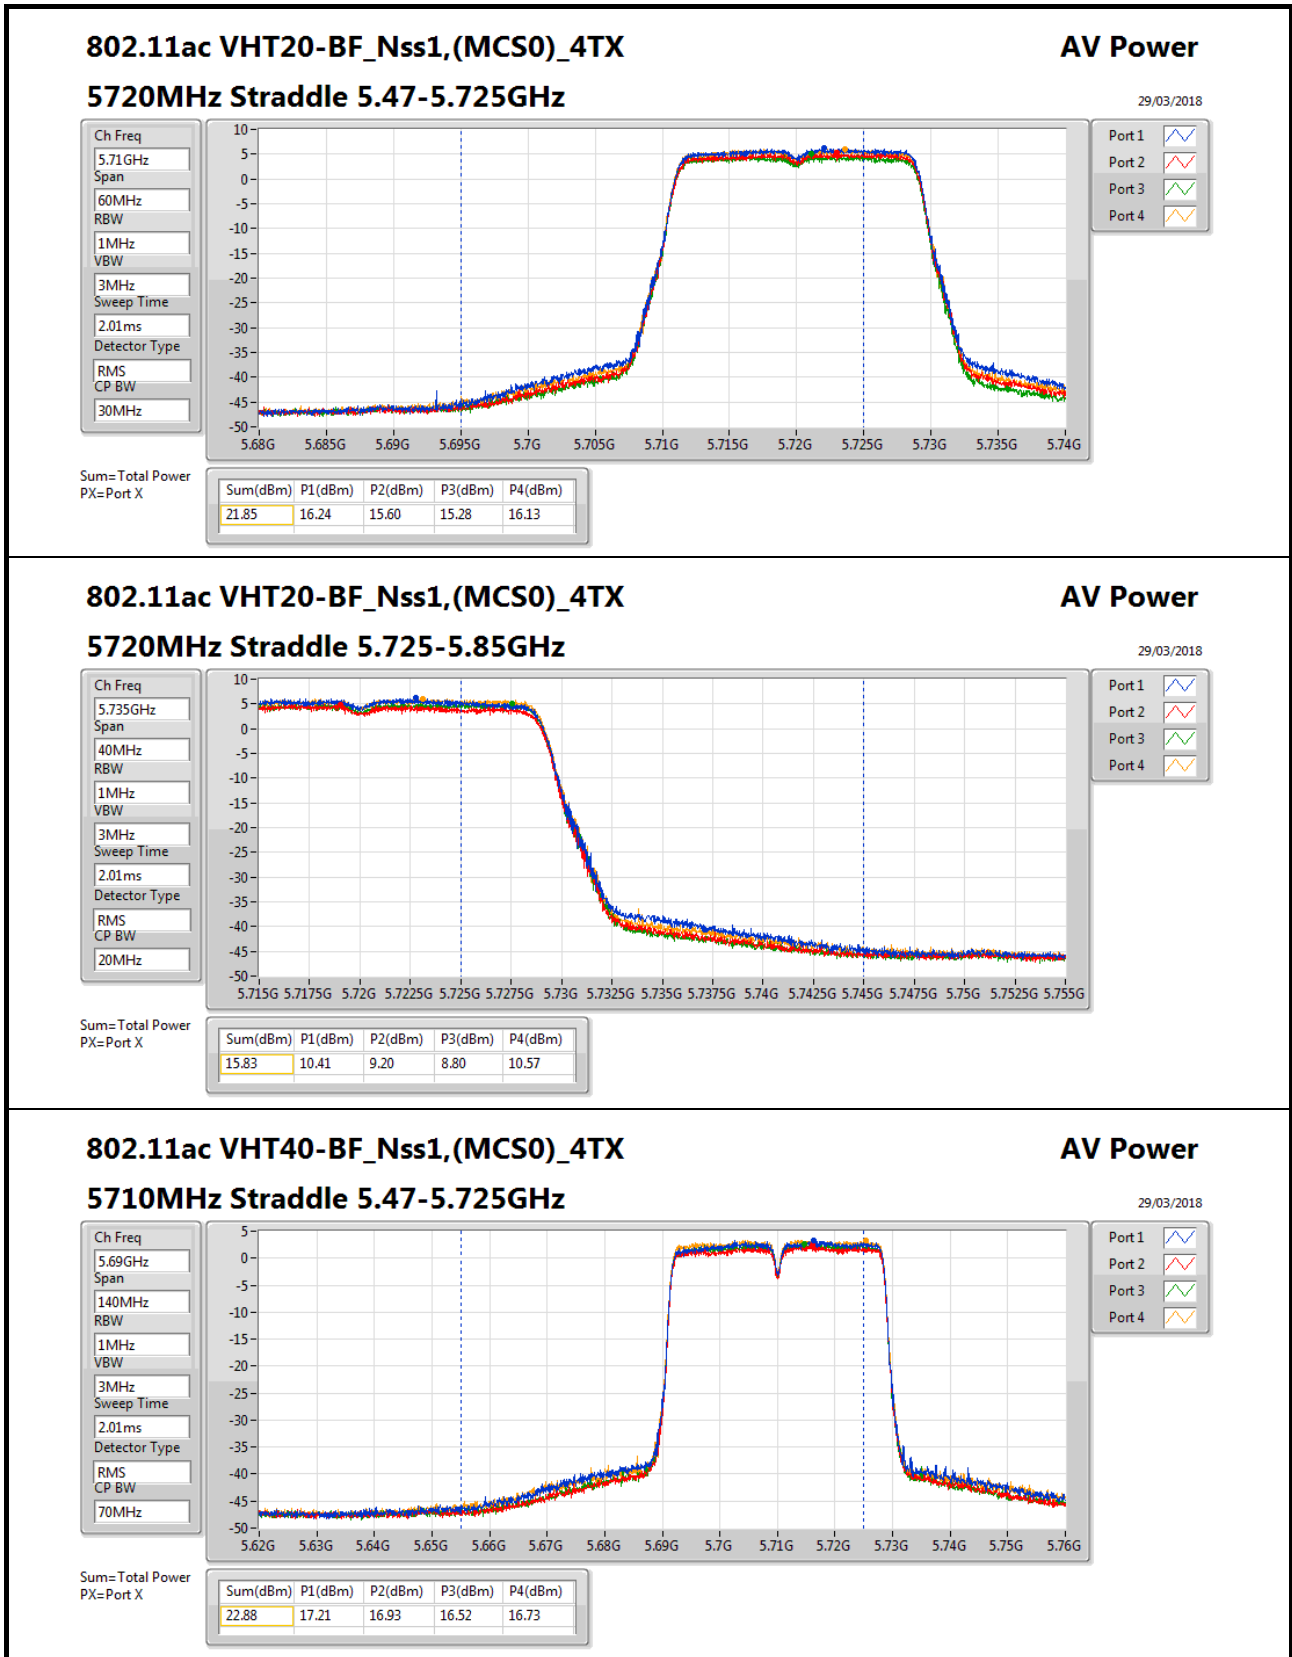 802.11ac VHT20-BF_Nss1,(MCS0)_4TX AV Power
5720MHz Straddle 5.47-5.725GHz 29/03/2018
Ch Freq
5.71GHz
Span
60MHz
RBW
1MHz
VBW
3MHz
Sweep Time
2.01ms
Detector Type
RMS
CP BW
30MHz
10
5
0
-5
-10
-15
-20
-25
-30
-35
-40
-45
-50
5.68G 5.685G 5.69G 5.695G 5.7G 5.705G 5.71G 5.715G 5.72G 5.725G 5.73G 5.735G 5.74G
Port 1
Port 2
Port 3
Port 4
Sum=Total Power
PX=Port X
Sum(dBm) P1(dBm) P2(dBm) P3(dBm) P4(dBm)
21.85 16.24 15.60 15.28 16.13
802.11ac VHT20-BF_Nss1,(MCS0)_4TX AV Power
5720MHz Straddle 5.725-5.85GHz 29/03/2018
Ch Freq
5.735GHz
Span
40MHz
RBW
1MHz
VBW
3MHz
Sweep Time
2.01ms
Detector Type
RMS
CP BW
20MHz
10
5
0
-5
-10
-15
-20
-25
-30
-35
-40
-45
-50
5.715G 5.7175G 5.72G 5.7225G 5.725G 5.7275G 5.73G 5.7325G 5.735G 5.7375G 5.74G 5.7425G 5.745G 5.7475G 5.75G 5.7525G 5.755G
Port 1
Port 2
Port 3
Port 4
Sum=Total Power
PX=Port X
Sum(dBm) P1(dBm) P2(dBm) P3(dBm) P4(dBm)
15.83 10.41 9.20 8.80 10.57
802.11ac VHT40-BF_Nss1,(MCS0)_4TX AV Power
5710MHz Straddle 5.47-5.725GHz 29/03/2018
Ch Freq
5.69GHz
Span
140MHz
RBW
1MHz
VBW
3MHz
Sweep Time
2.01ms
Detector Type
RMS
CP BW
70MHz
5
0
-5
-10
-15
-20
-25
-30
-35
-40
-45
-50
5.62G 5.63G 5.64G 5.65G 5.66G 5.67G 5.68G 5.69G 5.7G 5.71G 5.72G 5.73G 5.74G 5.75G 5.76G
Port 1
Port 2
Port 3
Port 4
Sum=Total Power
PX=Port X
Sum(dBm) P1(dBm) P2(dBm) P3(dBm) P4(dBm)
22.88 17.21 16.93 16.52 16.73